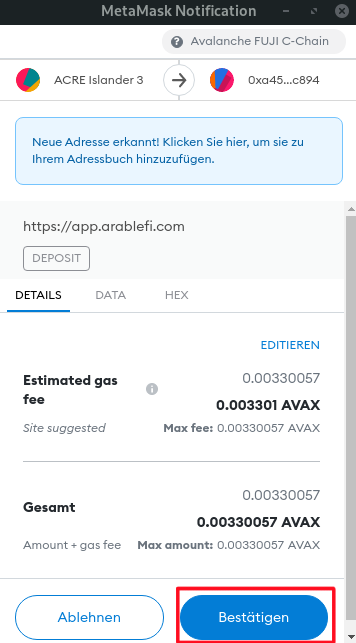 MetaMask Notification
Avalanche FUJI C-Chain
ACRE Islander 3
0xa45...c894
Neue Adresse erkannt! Klicken Sie hier, um sie zu
Ihrem Adressbuch hinzuzufügen.
https://app.arablefi.com
DEPOSIT
DETAILS DATA HEX
EDITIEREN
Estimated gas
fee
0.00330057
0.003301 AVAX
Site suggested Max fee: 0.00330057 AVAX
0.00330057
Gesamt
0.00330057 AVAX
Amount + gas fee Max amount: 0.00330057 AVAX
Ablehnen Bestätigen